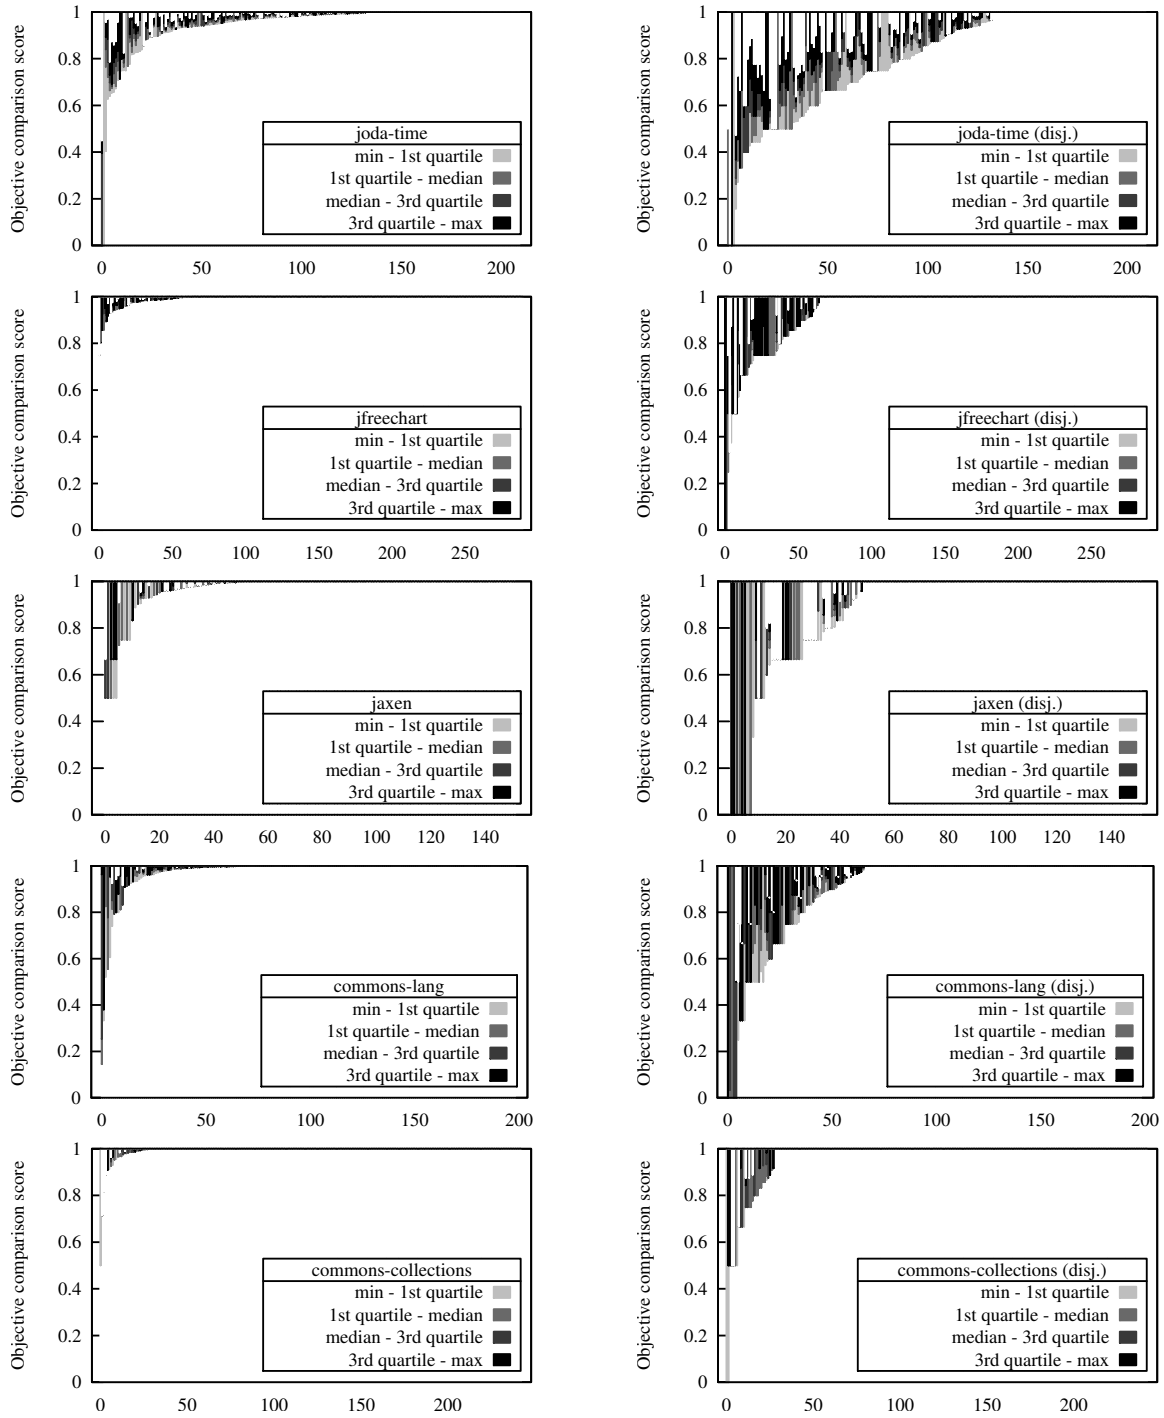 Objective comparison score
1
0.8
0.6
0.4
0.2
0
joda-time
min - 1st quartile
1st quartile - median
median - 3rd quartile
3rd quartile - max
0 50 100 150 200
Objective comparison score
1
0.8
0.6
0.4
0.2
0
joda-time (disj.)
min - 1st quartile
1st quartile - median
median - 3rd quartile
3rd quartile - max
0 50 100 150 200
Objective comparison score
1
0.8
0.6
0.4
0.2
0
jfreechart
min - 1st quartile
1st quartile - median
median - 3rd quartile
3rd quartile - max
0 50 100 150 200 250
Objective comparison score
1
0.8
0.6
0.4
0.2
0
jfreechart (disj.)
min - 1st quartile
1st quartile - median
median - 3rd quartile
3rd quartile - max
0 50 100 150 200 250
Objective comparison score
1
0.8
0.6
0.4
0.2
0
jaxen
min - 1st quartile
1st quartile - median
median - 3rd quartile
3rd quartile - max
0 20 40 60 80 100 120 140
Objective comparison score
1
0.8
0.6
0.4
0.2
0
jaxen (disj.)
min - 1st quartile
1st quartile - median
median - 3rd quartile
3rd quartile - max
0 20 40 60 80 100 120 140
Objective comparison score
1
0.8
0.6
0.4
0.2
0
commons-lang
min - 1st quartile
1st quartile - median
median - 3rd quartile
3rd quartile - max
0 50 100 150 200
Objective comparison score
1
0.8
0.6
0.4
0.2
0
commons-lang (disj.)
min - 1st quartile
1st quartile - median
median - 3rd quartile
3rd quartile - max
0 50 100 150 200
Objective comparison score
1
0.8
0.6
0.4
0.2
0
commons-collections
min - 1st quartile
1st quartile - median
median - 3rd quartile
3rd quartile - max
0 50 100 150 200
Objective comparison score
1
0.8
0.6
0.4
0.2
0
commons-collections (disj.)
min - 1st quartile
1st quartile - median
median - 3rd quartile
3rd quartile - max
0 50 100 150 200